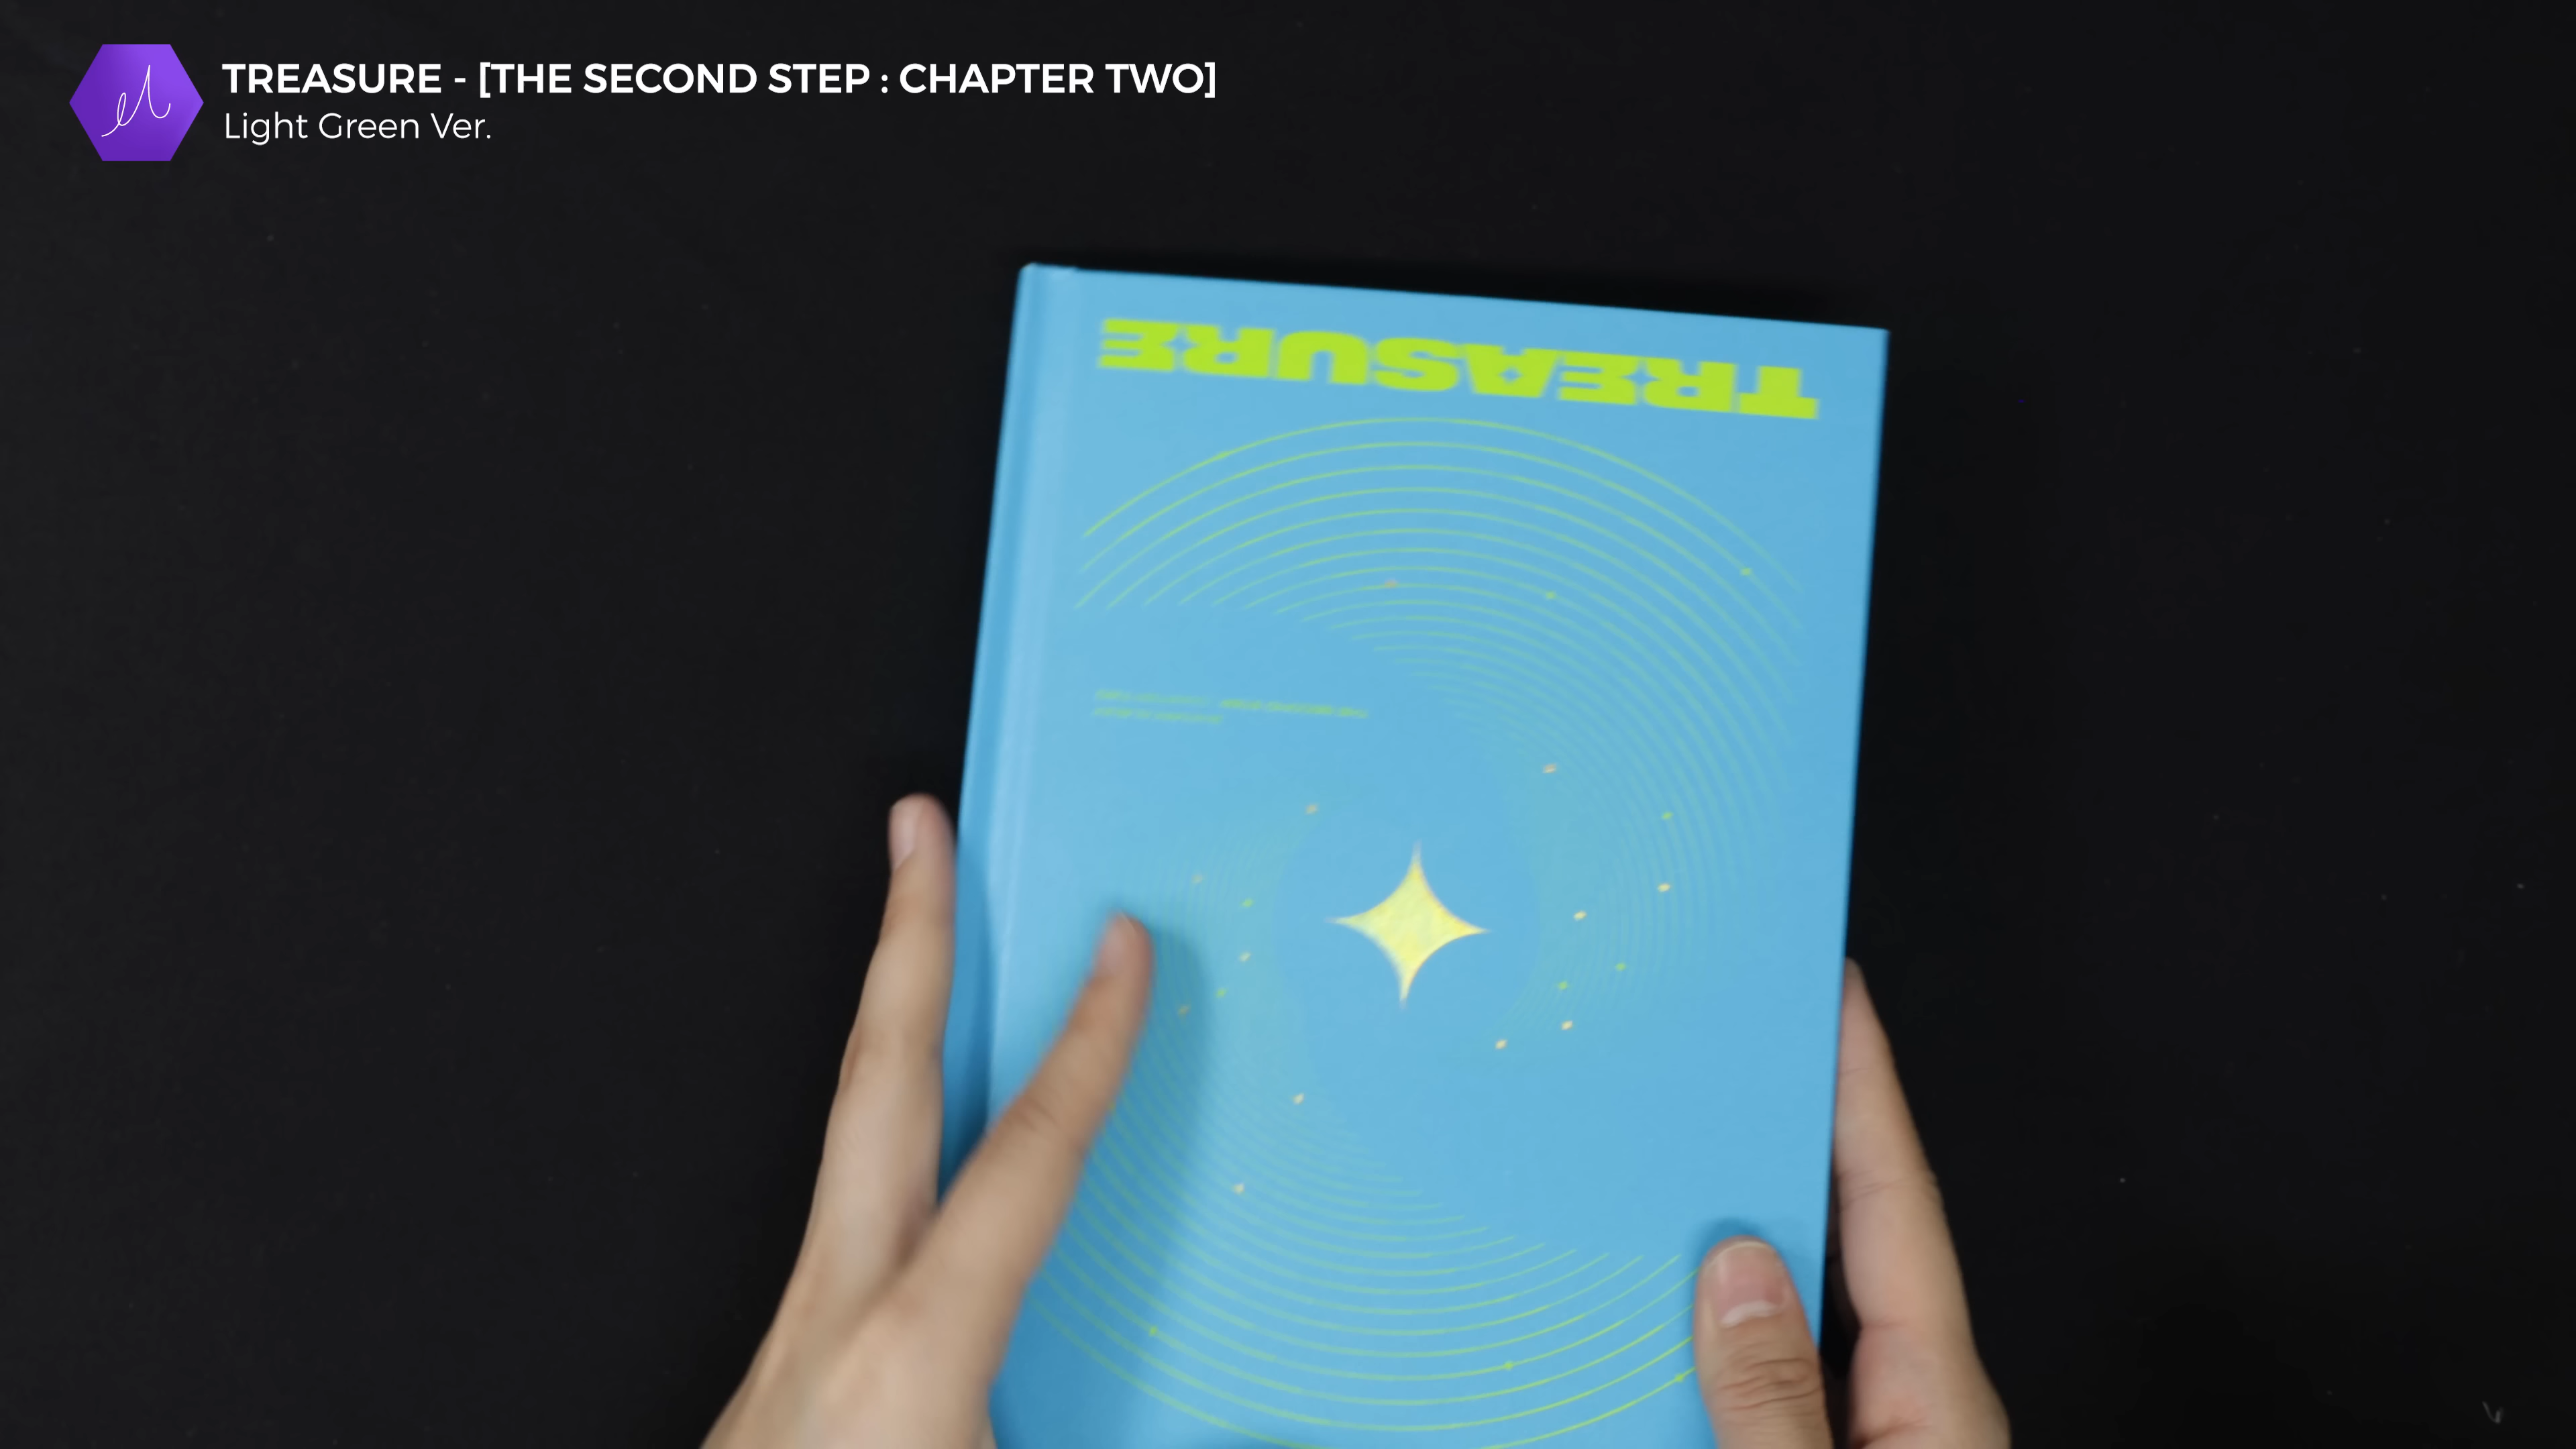 TREASURE - [THE SECOND STEP : CHAPTER TWO]
Light Green Ver.
TREASURE